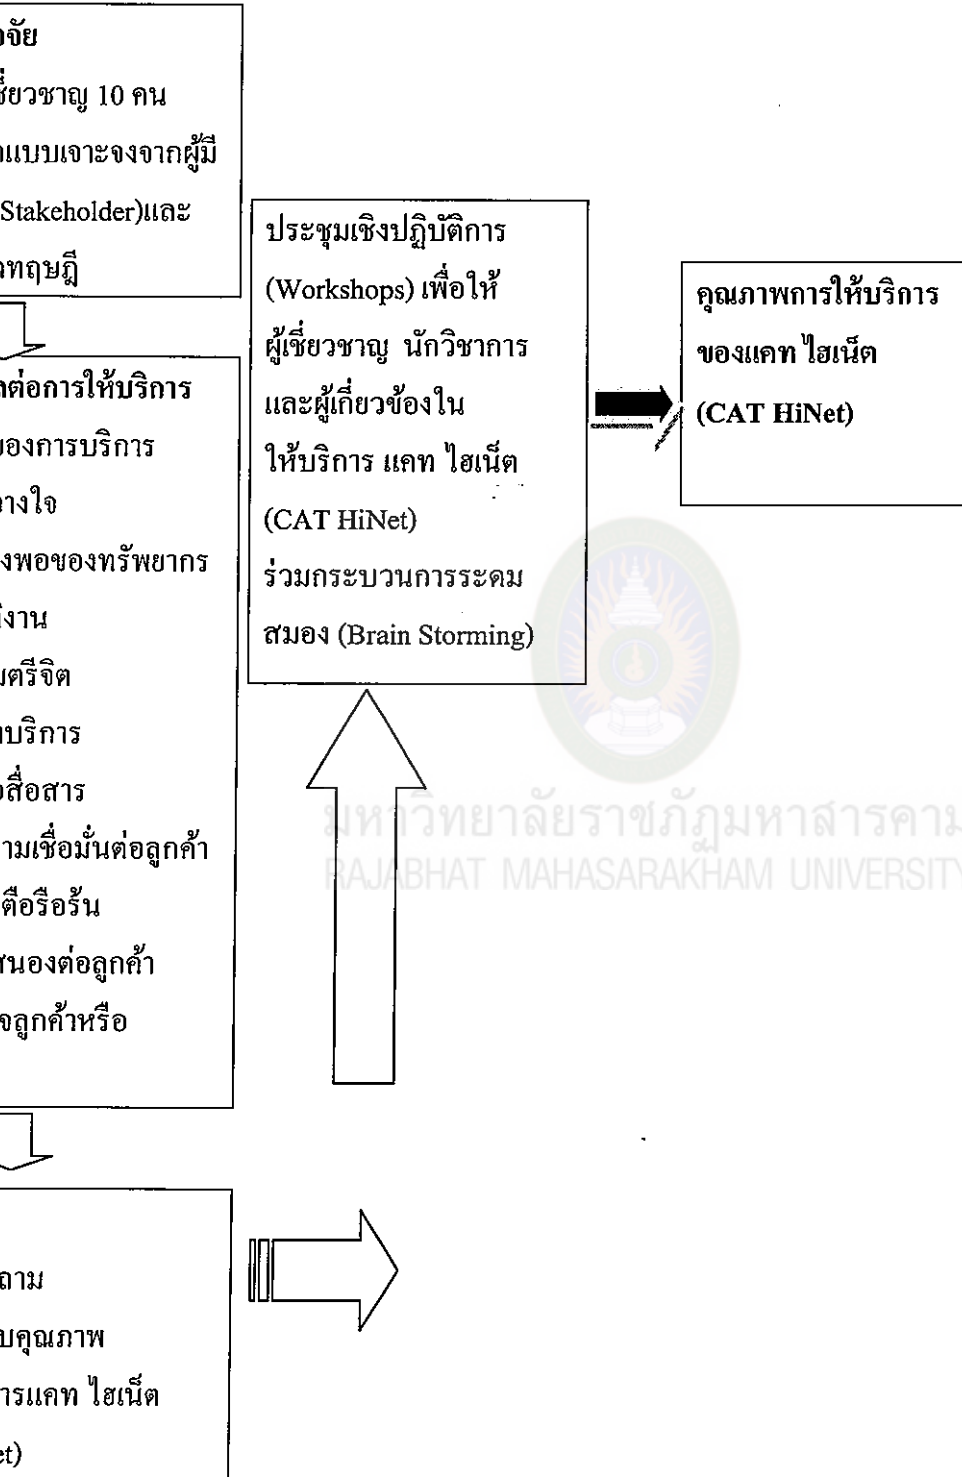 ชี่ยวชาญ 10 คน
แบบเจาะจงจากผู้มี
Stakeholder)และ
ทฤษฎี
ต่อการให้บริการ
ของการบริการ
วางใจ
งพอของทรัพยากร
งาน
มตรีจิต
บริการ
สื่อสาร
ามเชื่อมั่นต่อลูกค้า
ตือรือร้น
สนองต่อลูกค้า
จลูกค้าหรือ
ถาม
บคุณภาพ
ารแคท ไฮเน็ต
et)
ประชุมเชิงปฏิบัติการ
(Workshops) เพื่อให้
ผู้เชี่ยวชาญ นักวิชาการ
และผู้เกี่ยวข้องใน
ให้บริการ แคท ไฮเน็ต
(CAT HiNet)
ร่วมกระบวนการระดม
สมอง (Brain Storming)
คุณภาพการให้บริการ
ของแคท ไฮเน็ต
(CAT HiNet)
มหาวิทยาลัยราชภัฏมหาสารคาม
RAJABHAT MAHASARAKHAM UNIVERSITY